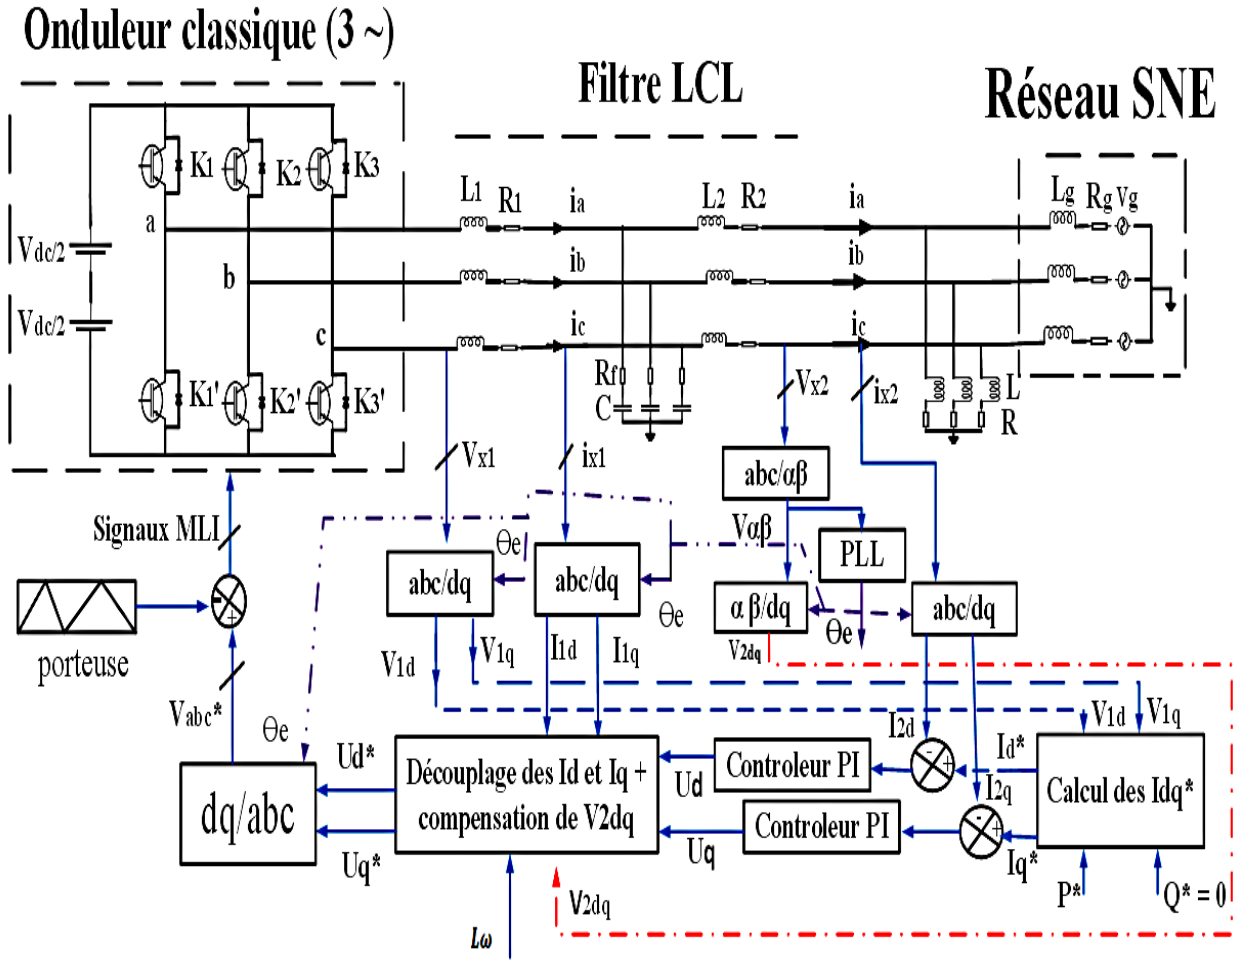 Onduleur classique (3 ~)
Filtre LCL
Réseau SNE
K1
K2
K3
a
b
c
Vdc/2
Vdc/2
K1'
K2'
K3'
L1
R1
ia
L2
R2
ia
Lg
Rg
Vg
ib
ib
ic
ic
Rf
C
Vx2
ix2
L
R
Vx1
ix1
abc/αβ
Signaux MLI
Vαβ
PLL
Θe
abc/dq
abc/dq
α β/dq
abc/dq
Θe
Θe
porteuse
V1d
V1q
I1d
I1q
V2dq
Vabc*
Θe
I2d
V1d
V1q
Ud*
Découplage des Id et Iq +
compensation de V2dq
Ud
Controleur PI
-
+
Id*
I2q
Calcul des Idq*
dq/abc
Uq*
Uq
Controleur PI
-
+
Iq*
P*
Q* = 0
V2dq
Lω
-
+